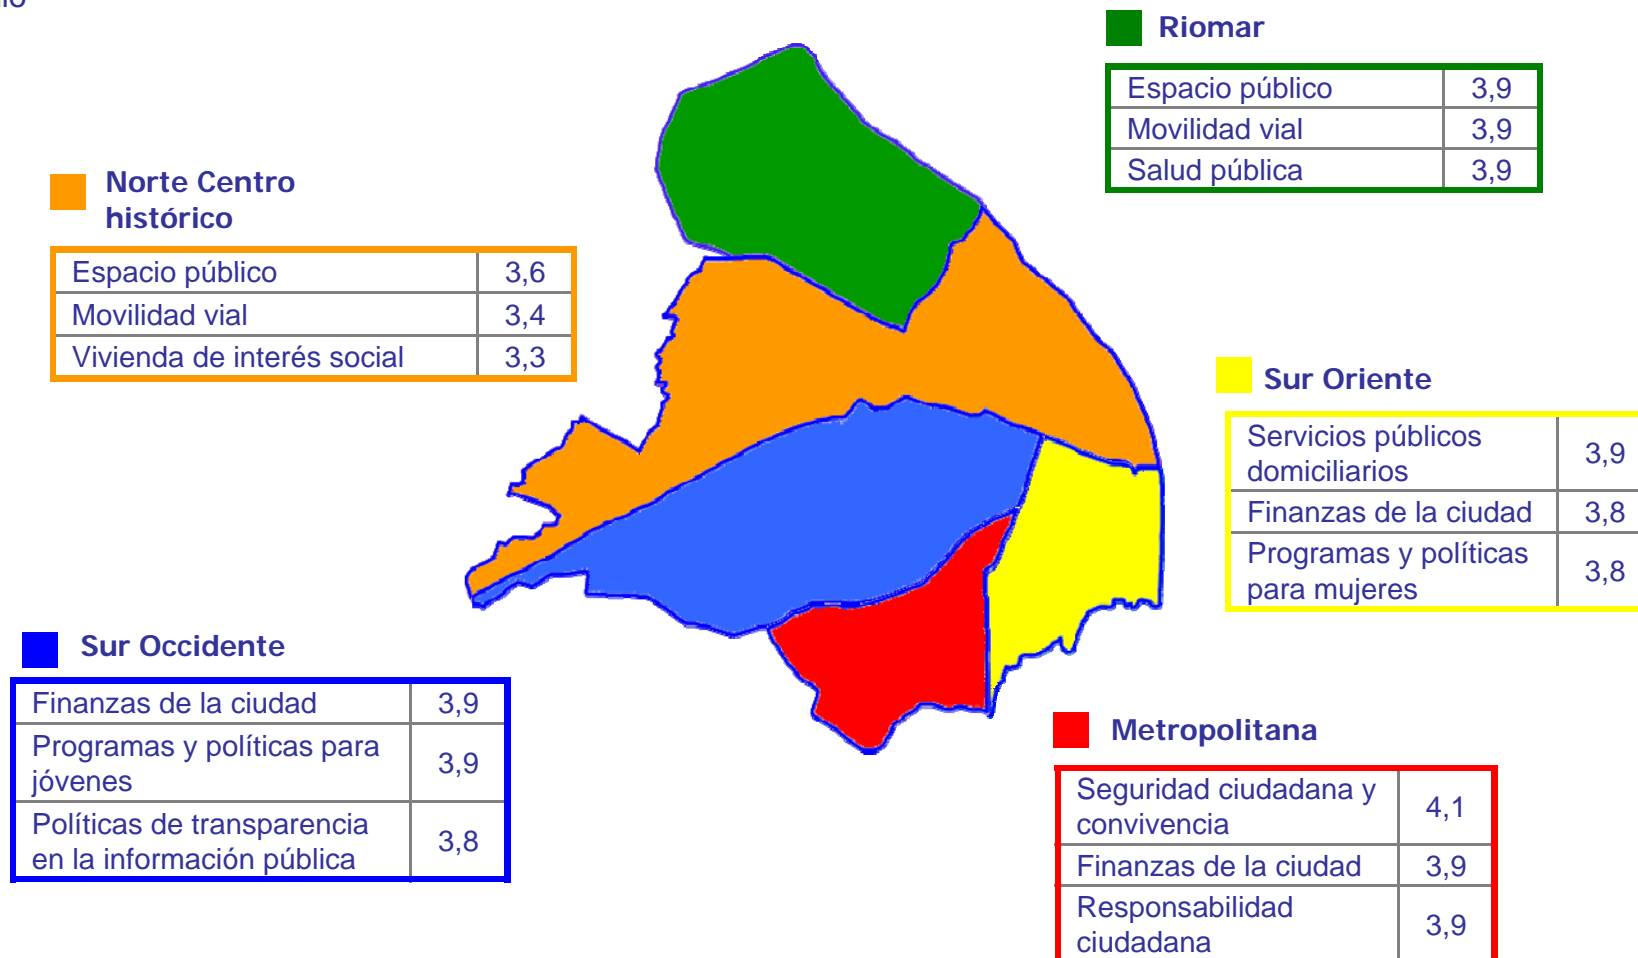 Riomar
Espacio público 3,9
Movilidad vial 3,9
Salud pública 3,9
Norte Centro
histórico
Espacio público 3,6
Movilidad vial 3,4
Vivienda de interés social 3,3
Sur Oriente
Servicios públicos
domiciliarios 3,9
Finanzas de la ciudad 3,8
Programas y políticas
para mujeres 3,8
Sur Occidente
Finanzas de la ciudad 3,9
Programas y políticas para
jóvenes 3,9
Políticas de transparencia
en la información pública 3,8
Metropolitana
Seguridad ciudadana y
convivencia 4,1
Finanzas de la ciudad 3,9
Responsabilidad
ciudadana 3,9